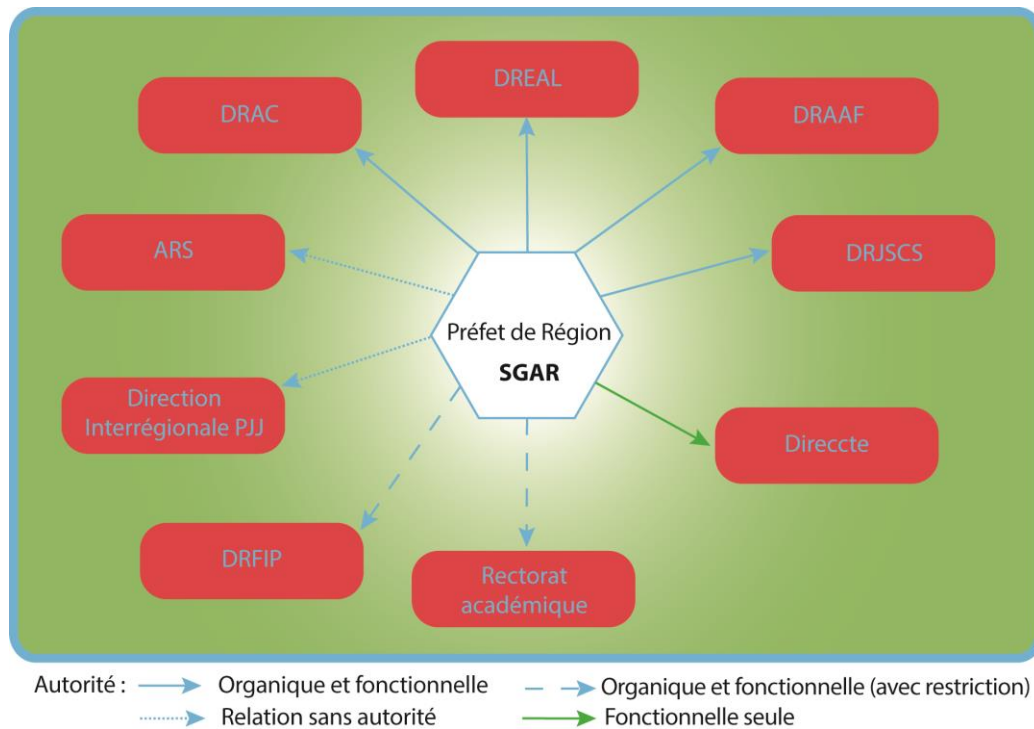 DREAL
DRAC
DRAAF
ARS
DRJSCS
Préfet de Région
SGAR
Direction
Interrégionale PJJ
Direccte
DRFIP
Rectorat
académique
Autorité :
Organique et fonctionnelle
Organique et fonctionnelle (avec restriction)
Relation sans autorité
Fonctionnelle seule